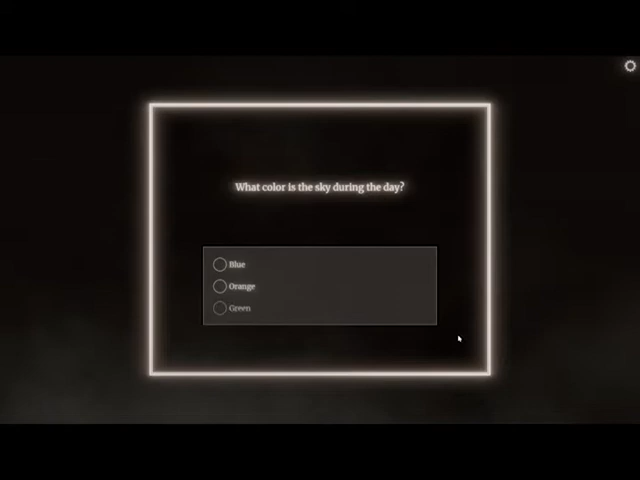 What color is the sky during the day?
Blue
Orange
Green